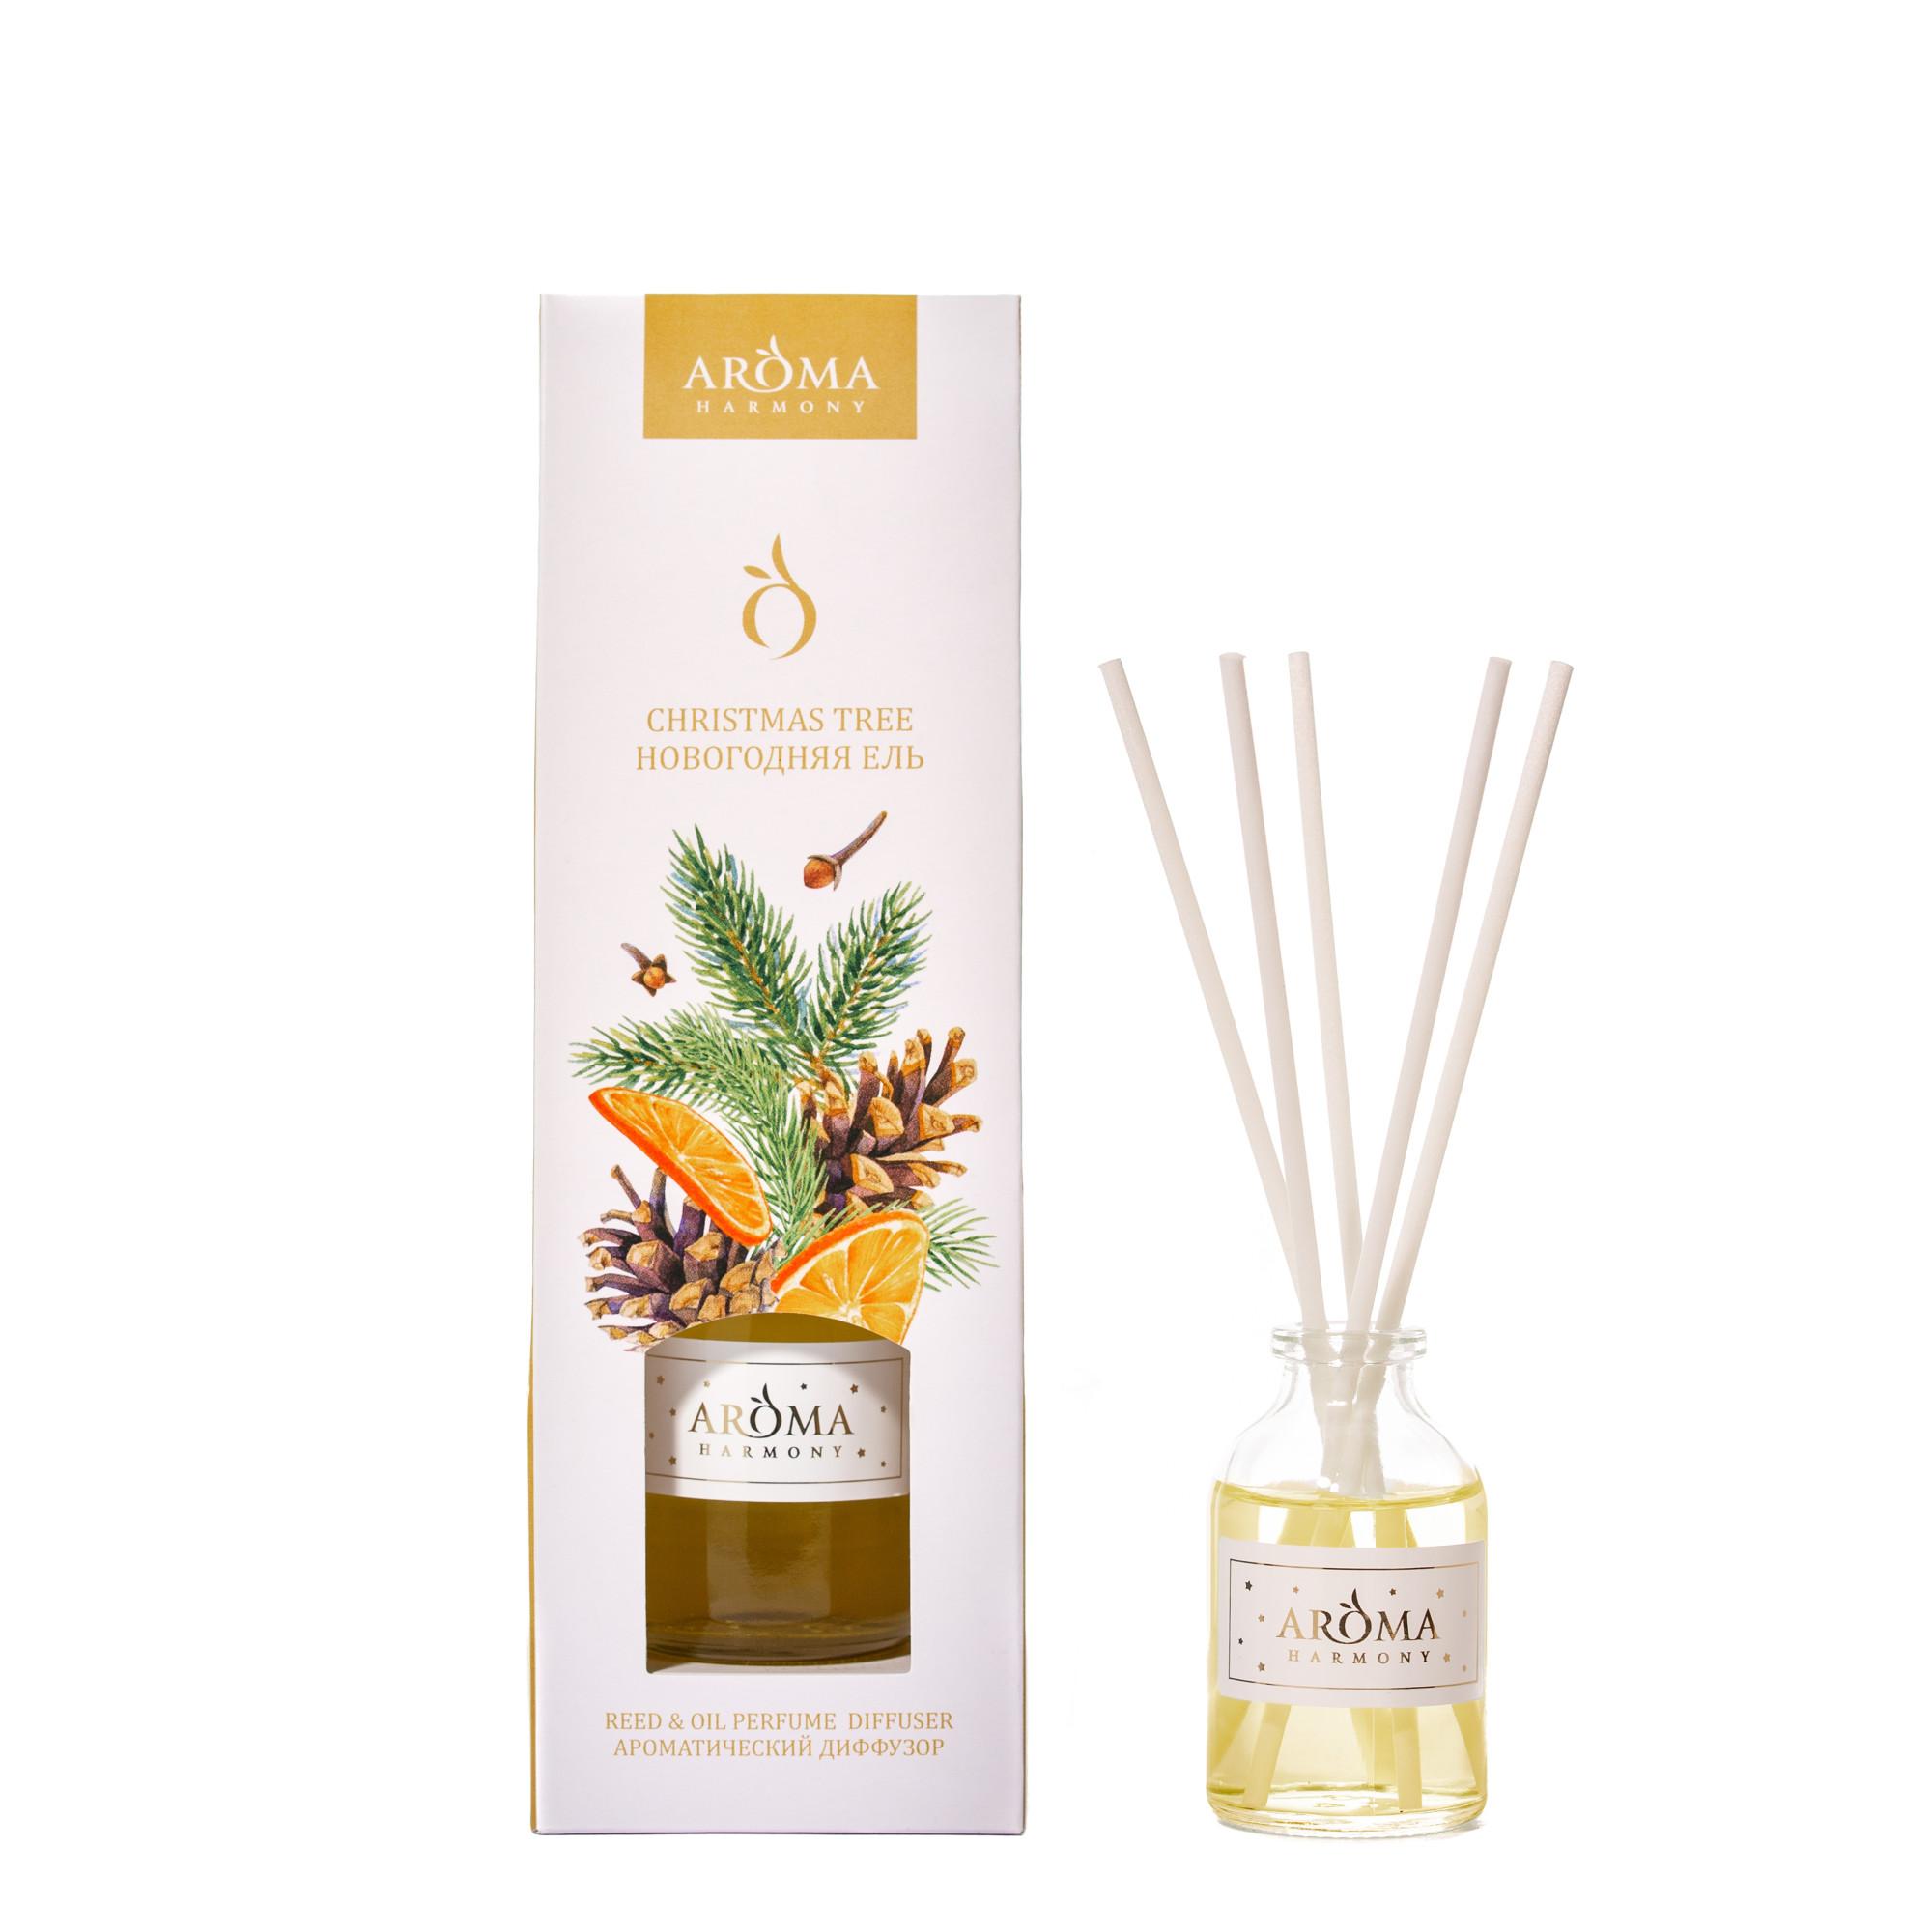 AROMA
HARMONY
CHRISTMAS TREE
НОВОГОДНЯЯ ЕЛЬ
AROMA
HARMONY
REED & OIL PERFUME DIFFUSER
АРОМАТИЧЕСКИЙ ДИФФУЗОР
AROMA
HARMONY